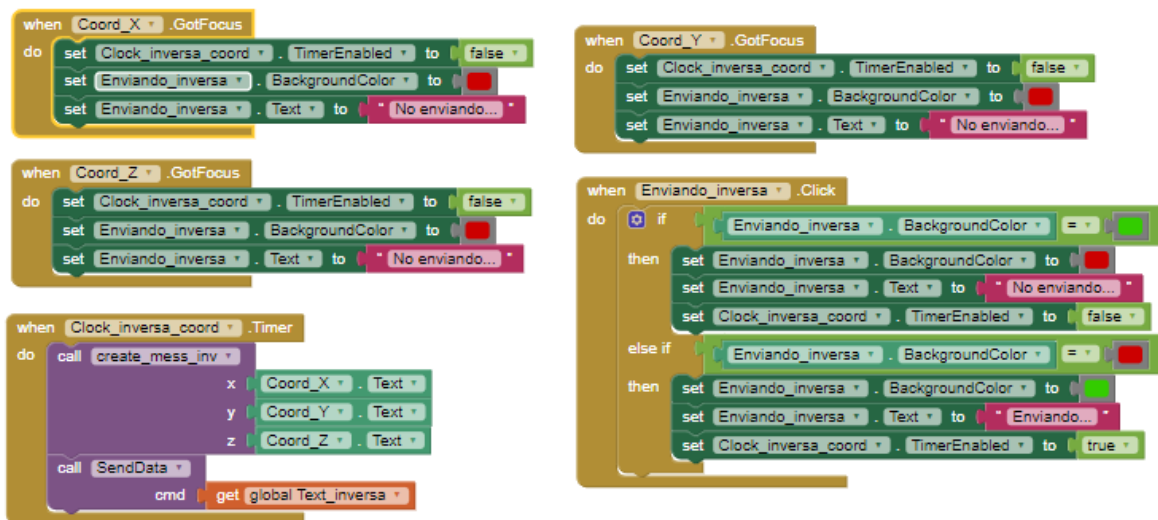 when Coord_X .GotFocus
do set Clock_inversa_coord . TimerEnabled to false
set Enviando_inversa . BackgroundColor to
set Enviando_inversa . Text to " No enviando... "
when Coord_Z .GotFocus
do set Clock_inversa_coord . TimerEnabled to false
set Enviando_inversa . BackgroundColor to
set Enviando_inversa . Text to " No enviando... "
when Clock_inversa_coord .Timer
do call create_mess_inv
x Coord_X . Text
y Coord_Y . Text
z Coord_Z . Text
call SendData
cmd get global Text_inversa
when Coord_Y .GotFocus
do set Clock_inversa_coord . TimerEnabled to false
set Enviando_inversa . BackgroundColor to
set Enviando_inversa . Text to " No enviando... "
when Enviando_inversa .Click
do if Enviando_inversa . BackgroundColor =
then set Enviando_inversa . BackgroundColor to
set Enviando_inversa . Text to " No enviando... "
set Clock_inversa_coord . TimerEnabled to false
else if Enviando_inversa . BackgroundColor =
then set Enviando_inversa . BackgroundColor to
set Enviando_inversa . Text to " Enviando... "
set Clock_inversa_coord . TimerEnabled to true